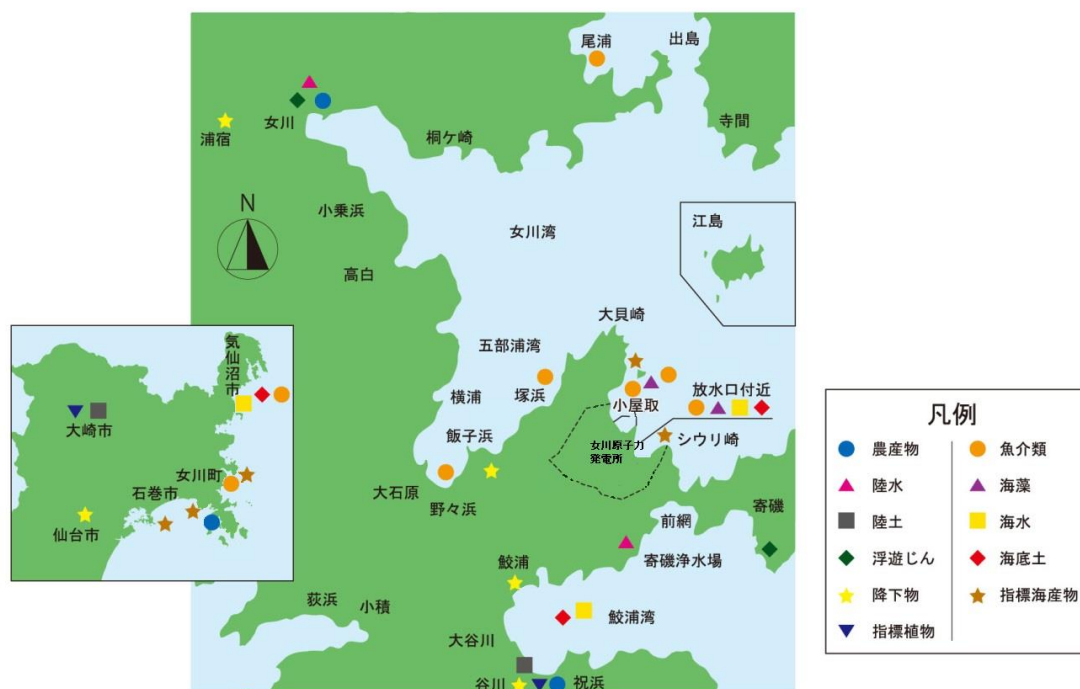 尾浦
出島
女川
浦宿
桐ケ崎
寺間
N
小乗浜
女川湾
江島
高白
大貝崎
五部浦湾
放水口付近
横浦
塚浜
小屋取
飯子浜
シウリ崎
女川原子力
発電所
大石原
野々浜
前網
寄磯
寄磯浄水場
鮫浦
荻浜
小積
鮫浦湾
大谷川
谷川
祝浜
気仙沼市
大崎市
女川町
石巻市
仙台市
凡例
農産物
魚介類
陸水
海藻
陸土
海水
浮遊じん
海底土
降下物
指標海産物
指標植物